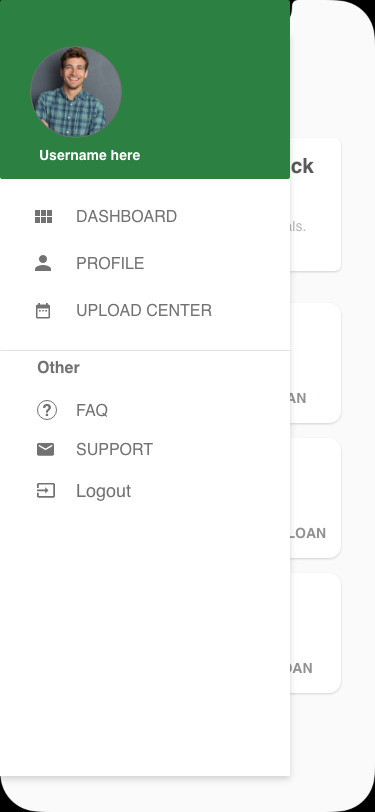 Username here
ck
als.
DASHBOARD
PROFILE
UPLOAD CENTER
Other
AN
FAQ
SUPPORT
Logout
LOAN
OAN